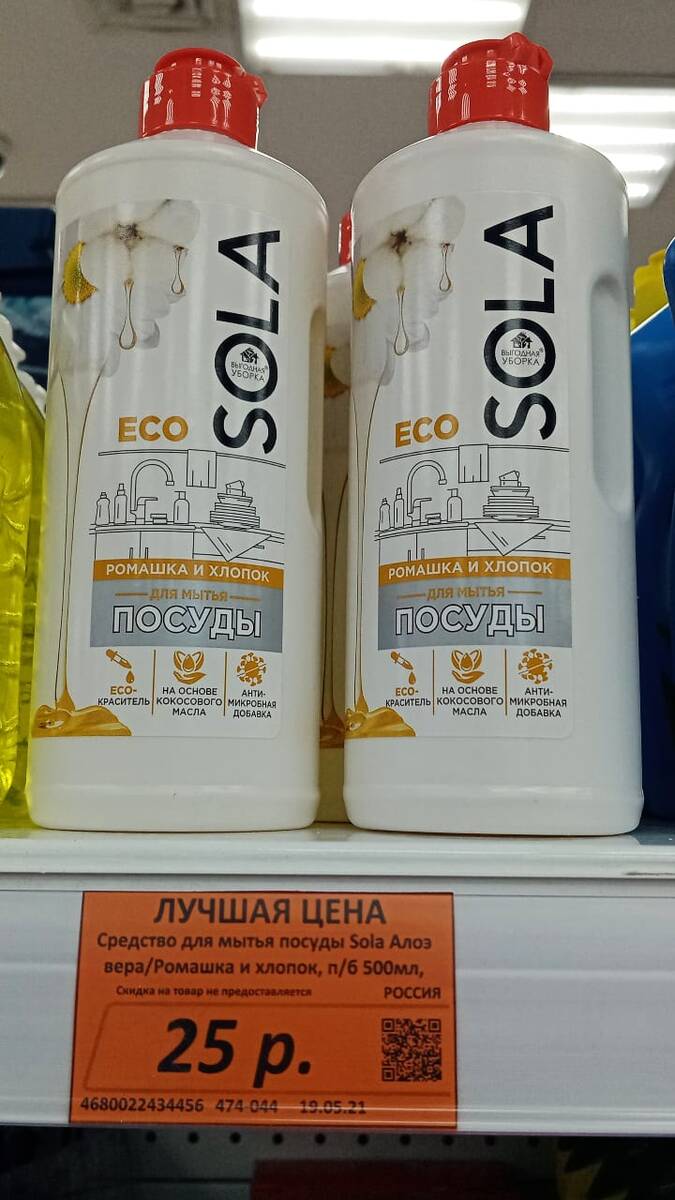 SOLA
ВЫГОДНАЯ®
УБОРКА
ECO
РОМАШКА И ХЛОПОК
ДЛЯ МЫТЬЯ
ПОСУДЫ
ECO-
КРАСИТЕЛЬ
НА ОСНОВЕ
КОКОСОВОГО
МАСЛА
АНТИ-
МИКРОБНАЯ
ДОБАВКА
SOLA
ВЫГОДНАЯ®
УБОРКА
ECO
РОМАШКА И ХЛОПОК
ДЛЯ МЫТЬЯ
ПОСУДЫ
ECO-
КРАСИТЕЛЬ
НА ОСНОВЕ
КОКОСОВОГО
МАСЛА
АНТИ-
МИКРОБНАЯ
ДОБАВКА
ЛУЧШАЯ ЦЕНА
Средство для мытья посуды Sola Алоэ
вера/Ромашка и хлопок, п/б 500мл,
Скидка на товар не предоставляется РОССИЯ
25 р.
4680022434456 474-044 19.05.21